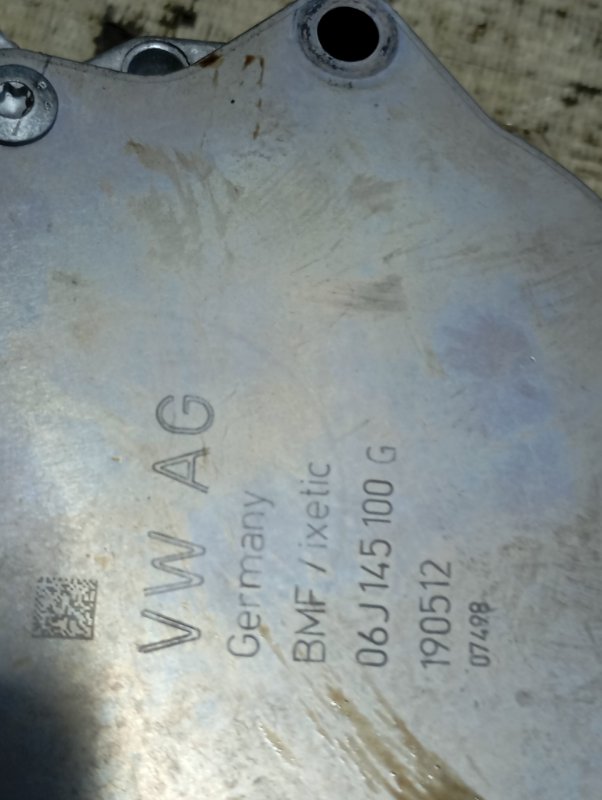 VW AG
Germany
BMF / ixetic
06J 145 100 G
190512
07498